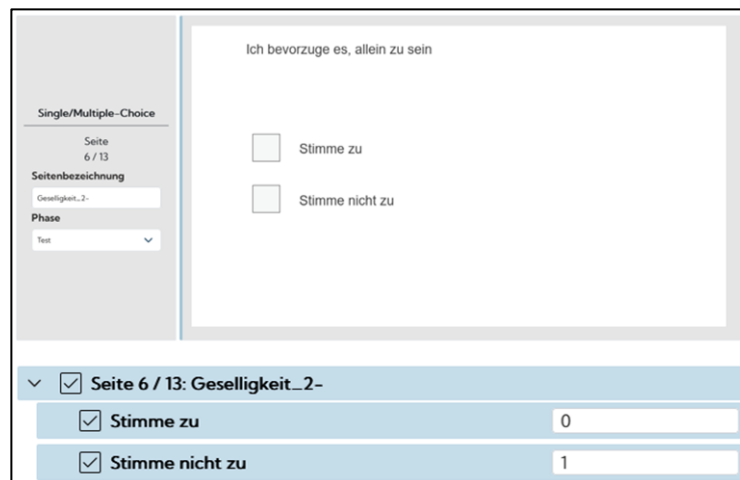 Single/Multiple-Choice
Seite
6 / 13
Seitenbezeichnung
Geselligkeit_2-
Phase
Test
Ich bevorzuge es, allein zu sein
Stimme zu
Stimme nicht zu
Seite 6 / 13: Geselligkeit_2-
Stimme zu 0
Stimme nicht zu 1